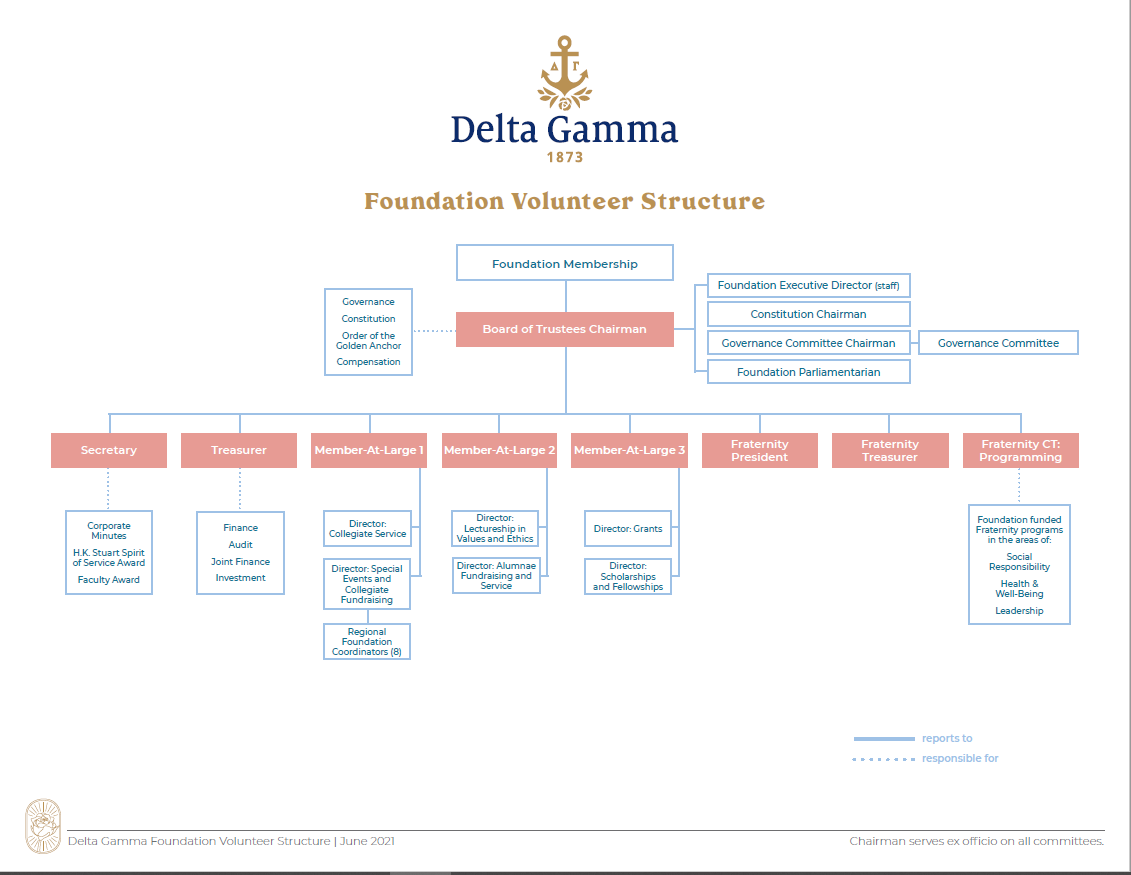 Δ Γ
Delta Gamma
1873
Foundation Volunteer Structure
Foundation Membership
Governance
Constitution
Order of the
Golden Anchor
Compensation
Board of Trustees Chairman
Foundation Executive Director (staff)
Constitution Chairman
Governance Committee Chairman
Governance Committee
Foundation Parliamentarian
Secretary
Treasurer
Member-At-Large 1
Member-At-Large 2
Member-At-Large 3
Fraternity
President
Fraternity
Treasurer
Fraternity CT:
Programming
Corporate
Minutes
H.K. Stuart Spirit
of Service Award
Faculty Award
Finance
Audit
Joint Finance
Investment
Director:
Collegiate Service
Director: Special
Events and
Collegiate
Fundraising
Regional
Foundation
Coordinators (8)
Director:
Lectureship in
Values and Ethics
Director: Alumnae
Fundraising and
Service
Director: Grants
Director:
Scholarships
and Fellowships
Foundation funded
Fraternity programs
in the areas of:
Social
Responsibility
Health &
Well-Being
Leadership
reports to
responsible for
Delta Gamma Foundation Volunteer Structure | June 2021
Chairman serves ex officio on all committees.